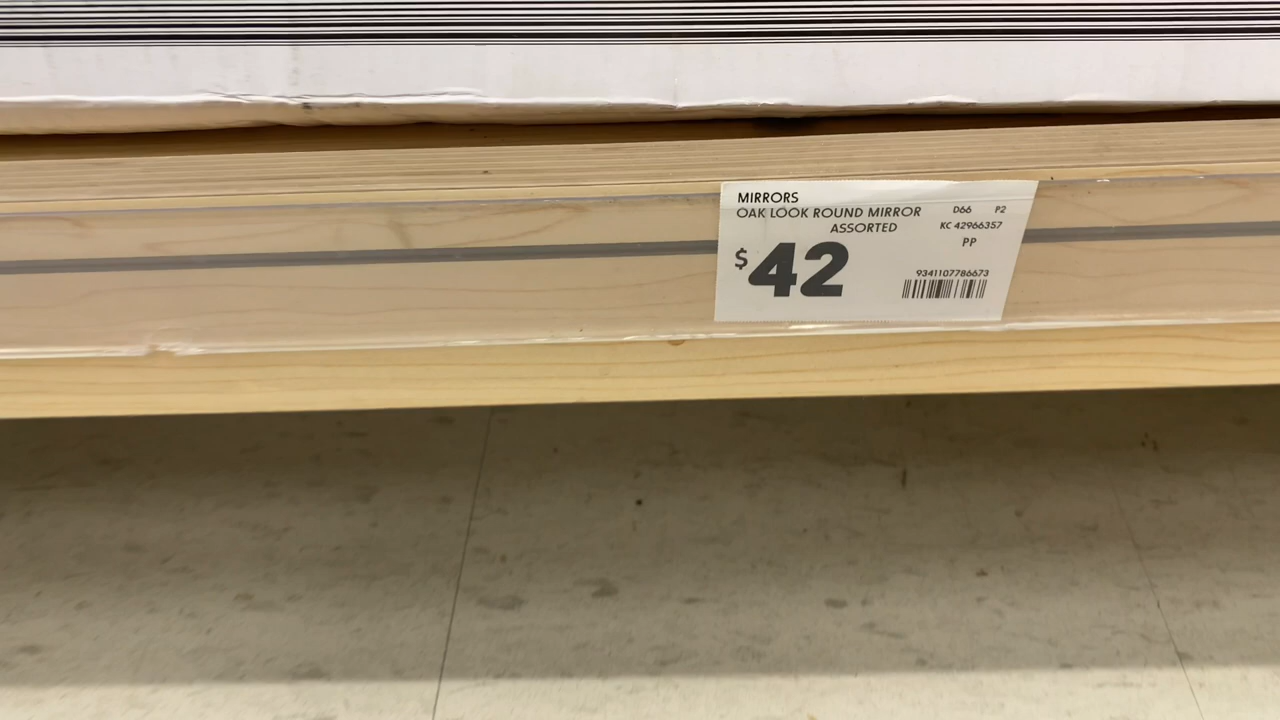 MIRRORS
OAK LOOK ROUND MIRROR D66 P2
ASSORTED KC 42966357
$42 PP
9341107786673